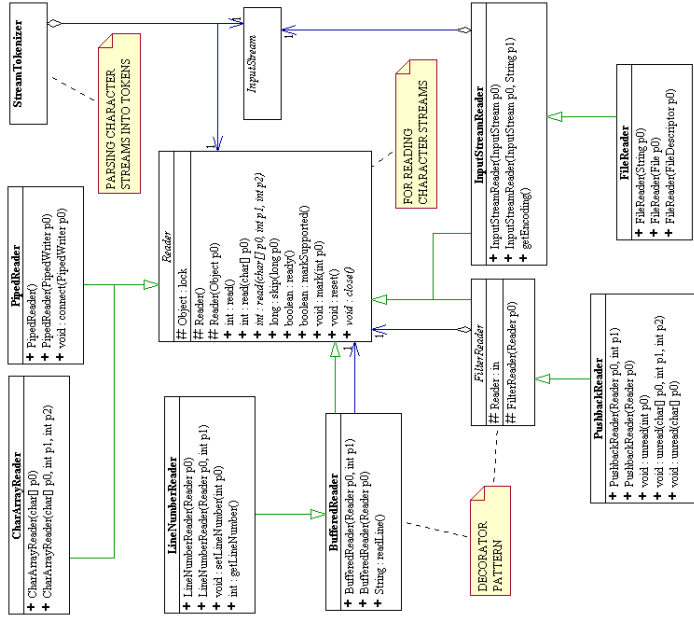 StreamTokenizer
PARSING CHARACTER
STREAMS INTO TOKENS
1
InputStream
1
1
FOR READING
CHARACTER STREAMS
InputStreamReader
+ InputStreamReader(InputStream p0)
+ InputStreamReader(InputStream p0, String p1)
+ getEncoding()
FileReader
+ FileReader(String p0)
+ FileReader(File p0)
+ FileReader(FileDescriptor p0)
PipedReader
+ PipedReader()
+ PipedReader(PipedWriter p0)
+ void : connect(PipedWriter p0)
Reader
## Object : lock
## Reader()
## Reader(Object p0)
+ int : read()
+ int : read(char[] p0)
+ int : read(char[] p0, int p1, int p2)
+ long : skip(long p0)
+ boolean : ready()
+ boolean : markSupported()
+ void : mark(int p0)
+ void : reset()
+ void : close()
1
1
FilterReader
## Reader : in
## FilterReader(Reader p0)
PushbackReader
+ PushbackReader(Reader p0, int p1)
+ PushbackReader(Reader p0)
+ void : unread(int p0)
+ void : unread(char[] p0, int p1, int p2)
+ void : unread(char[] p0)
CharArrayReader
+ CharArrayReader(char[] p0)
+ CharArrayReader(char[] p0, int p1, int p2)
LineNumberReader
+ LineNumberReader(Reader p0)
+ LineNumberReader(Reader p0, int p1)
+ void : setLineNumber(int p0)
+ int : getLineNumber()
BufferedReader
+ BufferedReader(Reader p0, int p1)
+ BufferedReader(Reader p0)
+ String : readLine()
DECORATOR
PATTERN